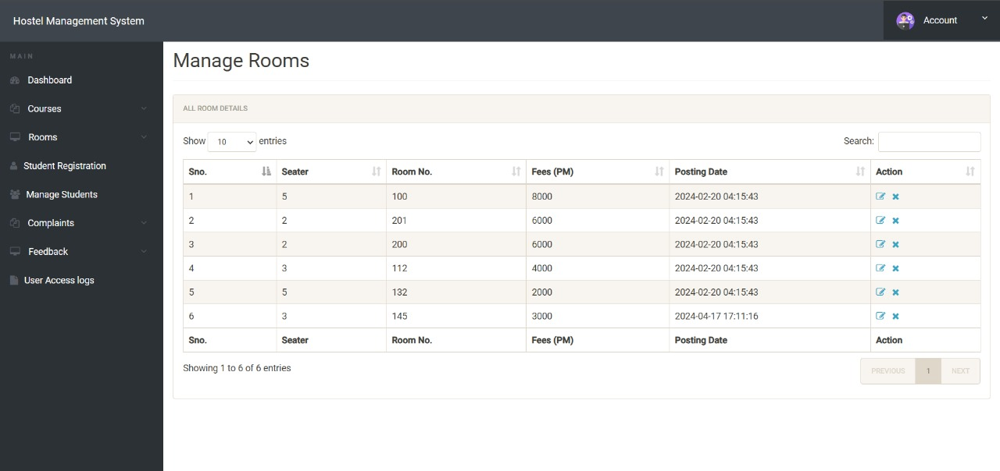 Hostel Management System
Account
MAIN
Dashboard
Courses
Rooms
Student Registration
Manage Students
Complaints
Feedback
User Access logs
Manage Rooms
ALL ROOM DETAILS
Show 10 entries Search:
Sno. Seater Room No. Fees (PM) Posting Date Action
1 5 100 8000 2024-02-20 04:15:43
2 2 201 6000 2024-02-20 04:15:43
3 2 200 6000 2024-02-20 04:15:43
4 3 112 4000 2024-02-20 04:15:43
5 5 132 2000 2024-02-20 04:15:43
6 3 145 3000 2024-04-17 17:11:16
Sno. Seater Room No. Fees (PM) Posting Date Action
Showing 1 to 6 of 6 entries
PREVIOUS 1 NEXT